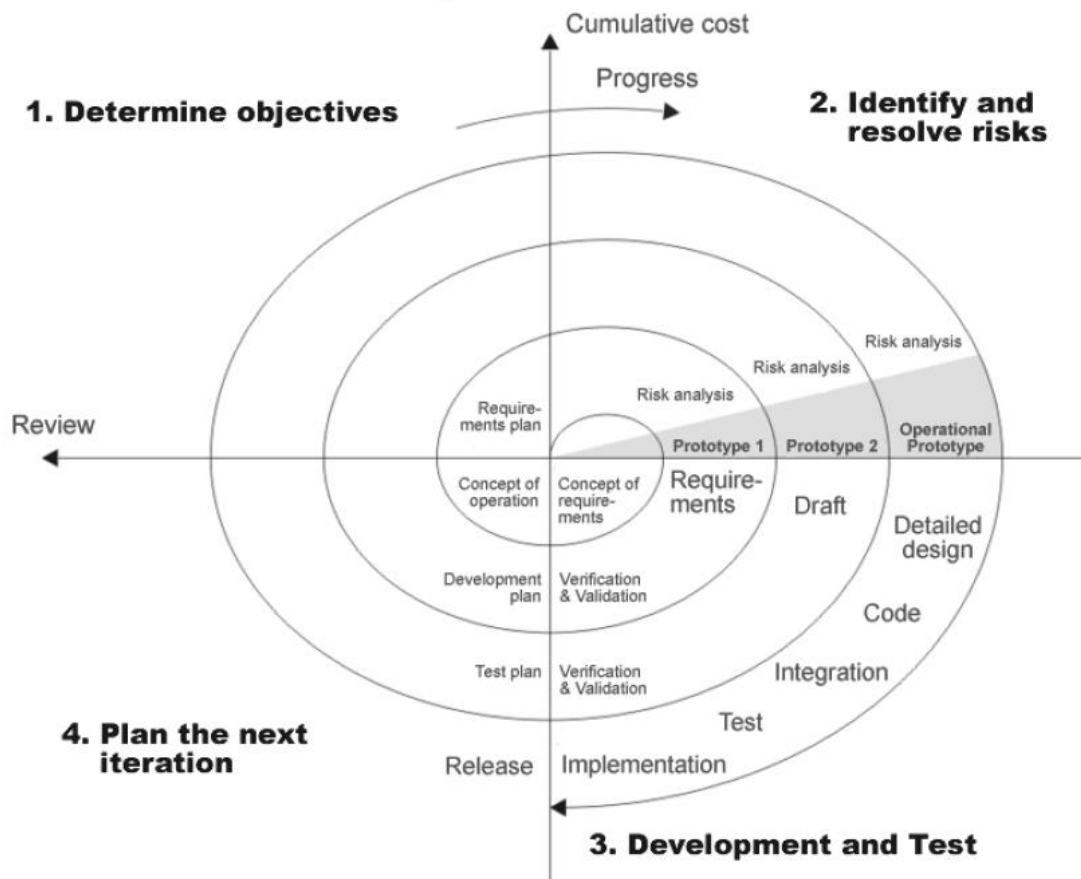 Cumulative cost
Progress
1. Determine objectives
2. Identify and
resolve risks
Risk analysis
Risk analysis
Risk analysis
Require-
ments plan
Review
Operational
Prototype
Prototype 1
Prototype 2
Concept of
operation
Concept of
require-
ments
Require-
ments
Draft
Detailed
design
Development
plan
Verification
& Validation
Code
Test plan
Verification
& Validation
Integration
Test
4. Plan the next
iteration
Release
Implementation
3. Development and Test